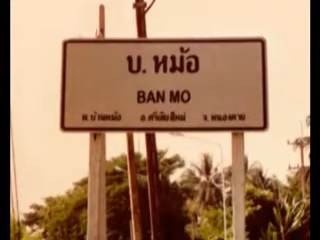 บ. หม้อ
BAN MO
ต. บ้านหม้อ อ. ศรีเชียงใหม่ จ. หนองคาย